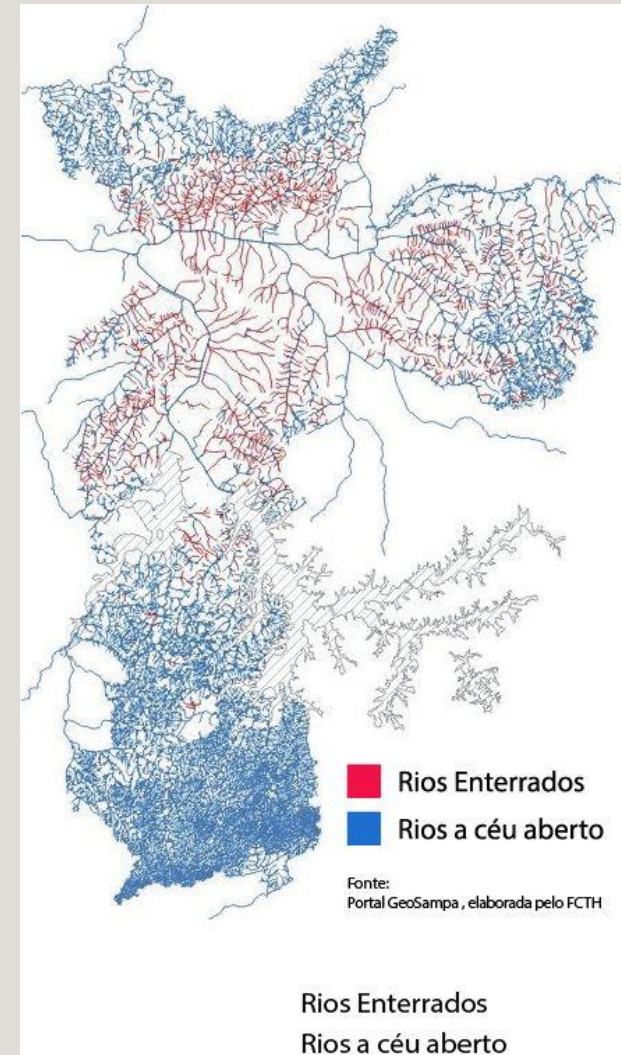 Rios Enterrados
Rios a céu aberto
Fonte:
Portal GeoSampa , elaborada pelo FCTH
Rios Enterrados
Rios a céu aberto